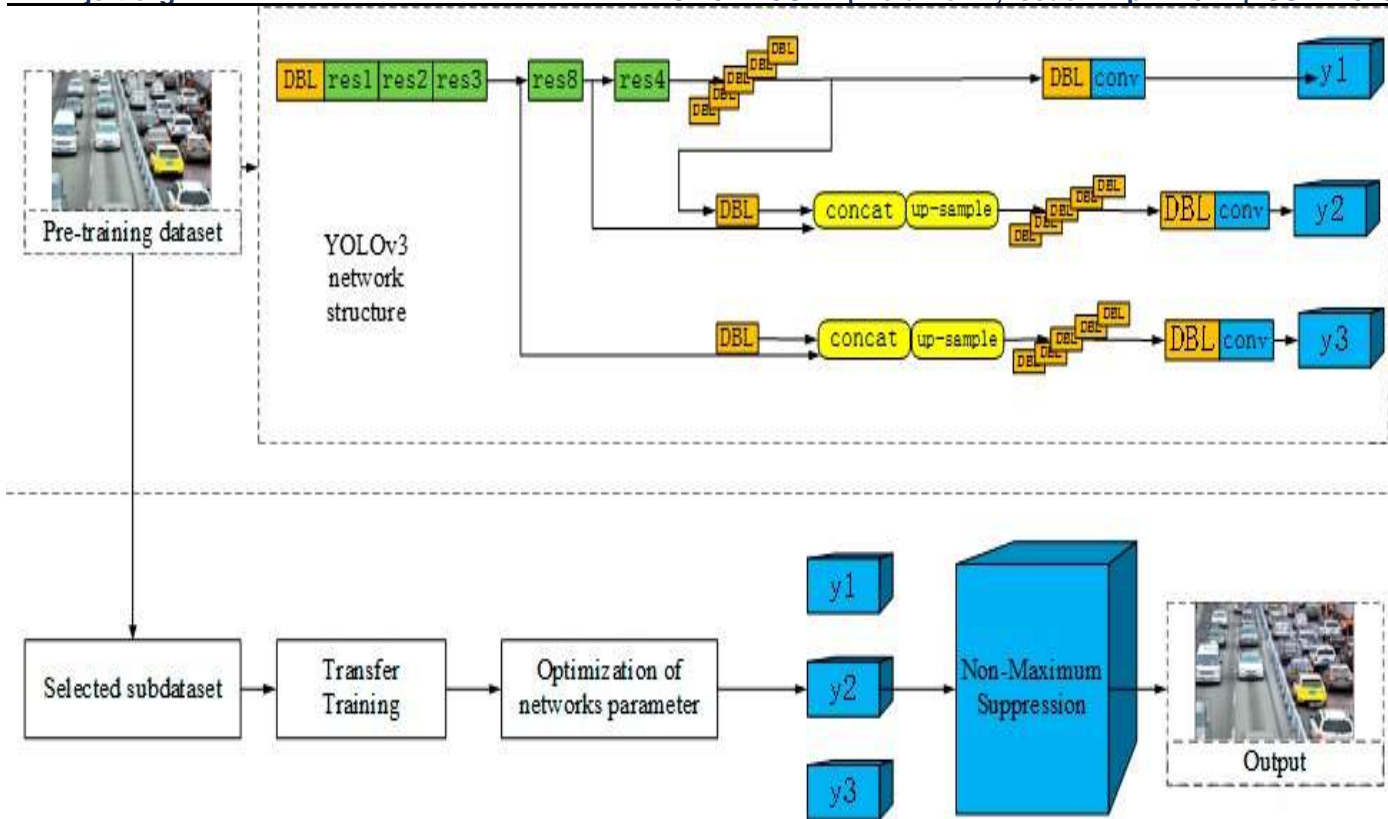 DBL res1 res2 res3 res8 res4 DBL DBL DBL DBL DBL DBL conv y1
Pre-training dataset
DBL concat up-sample DBL DBL DBL DBL DBL DBL conv y2
YOLOv3
network
structure
DBL concat up-sample DBL DBL DBL DBL DBL DBL conv y3
y1
Selected subdataset
Transfer
Training
Optimization of
networks parameter
y2
Non-Maximum
Suppression
Output
y3